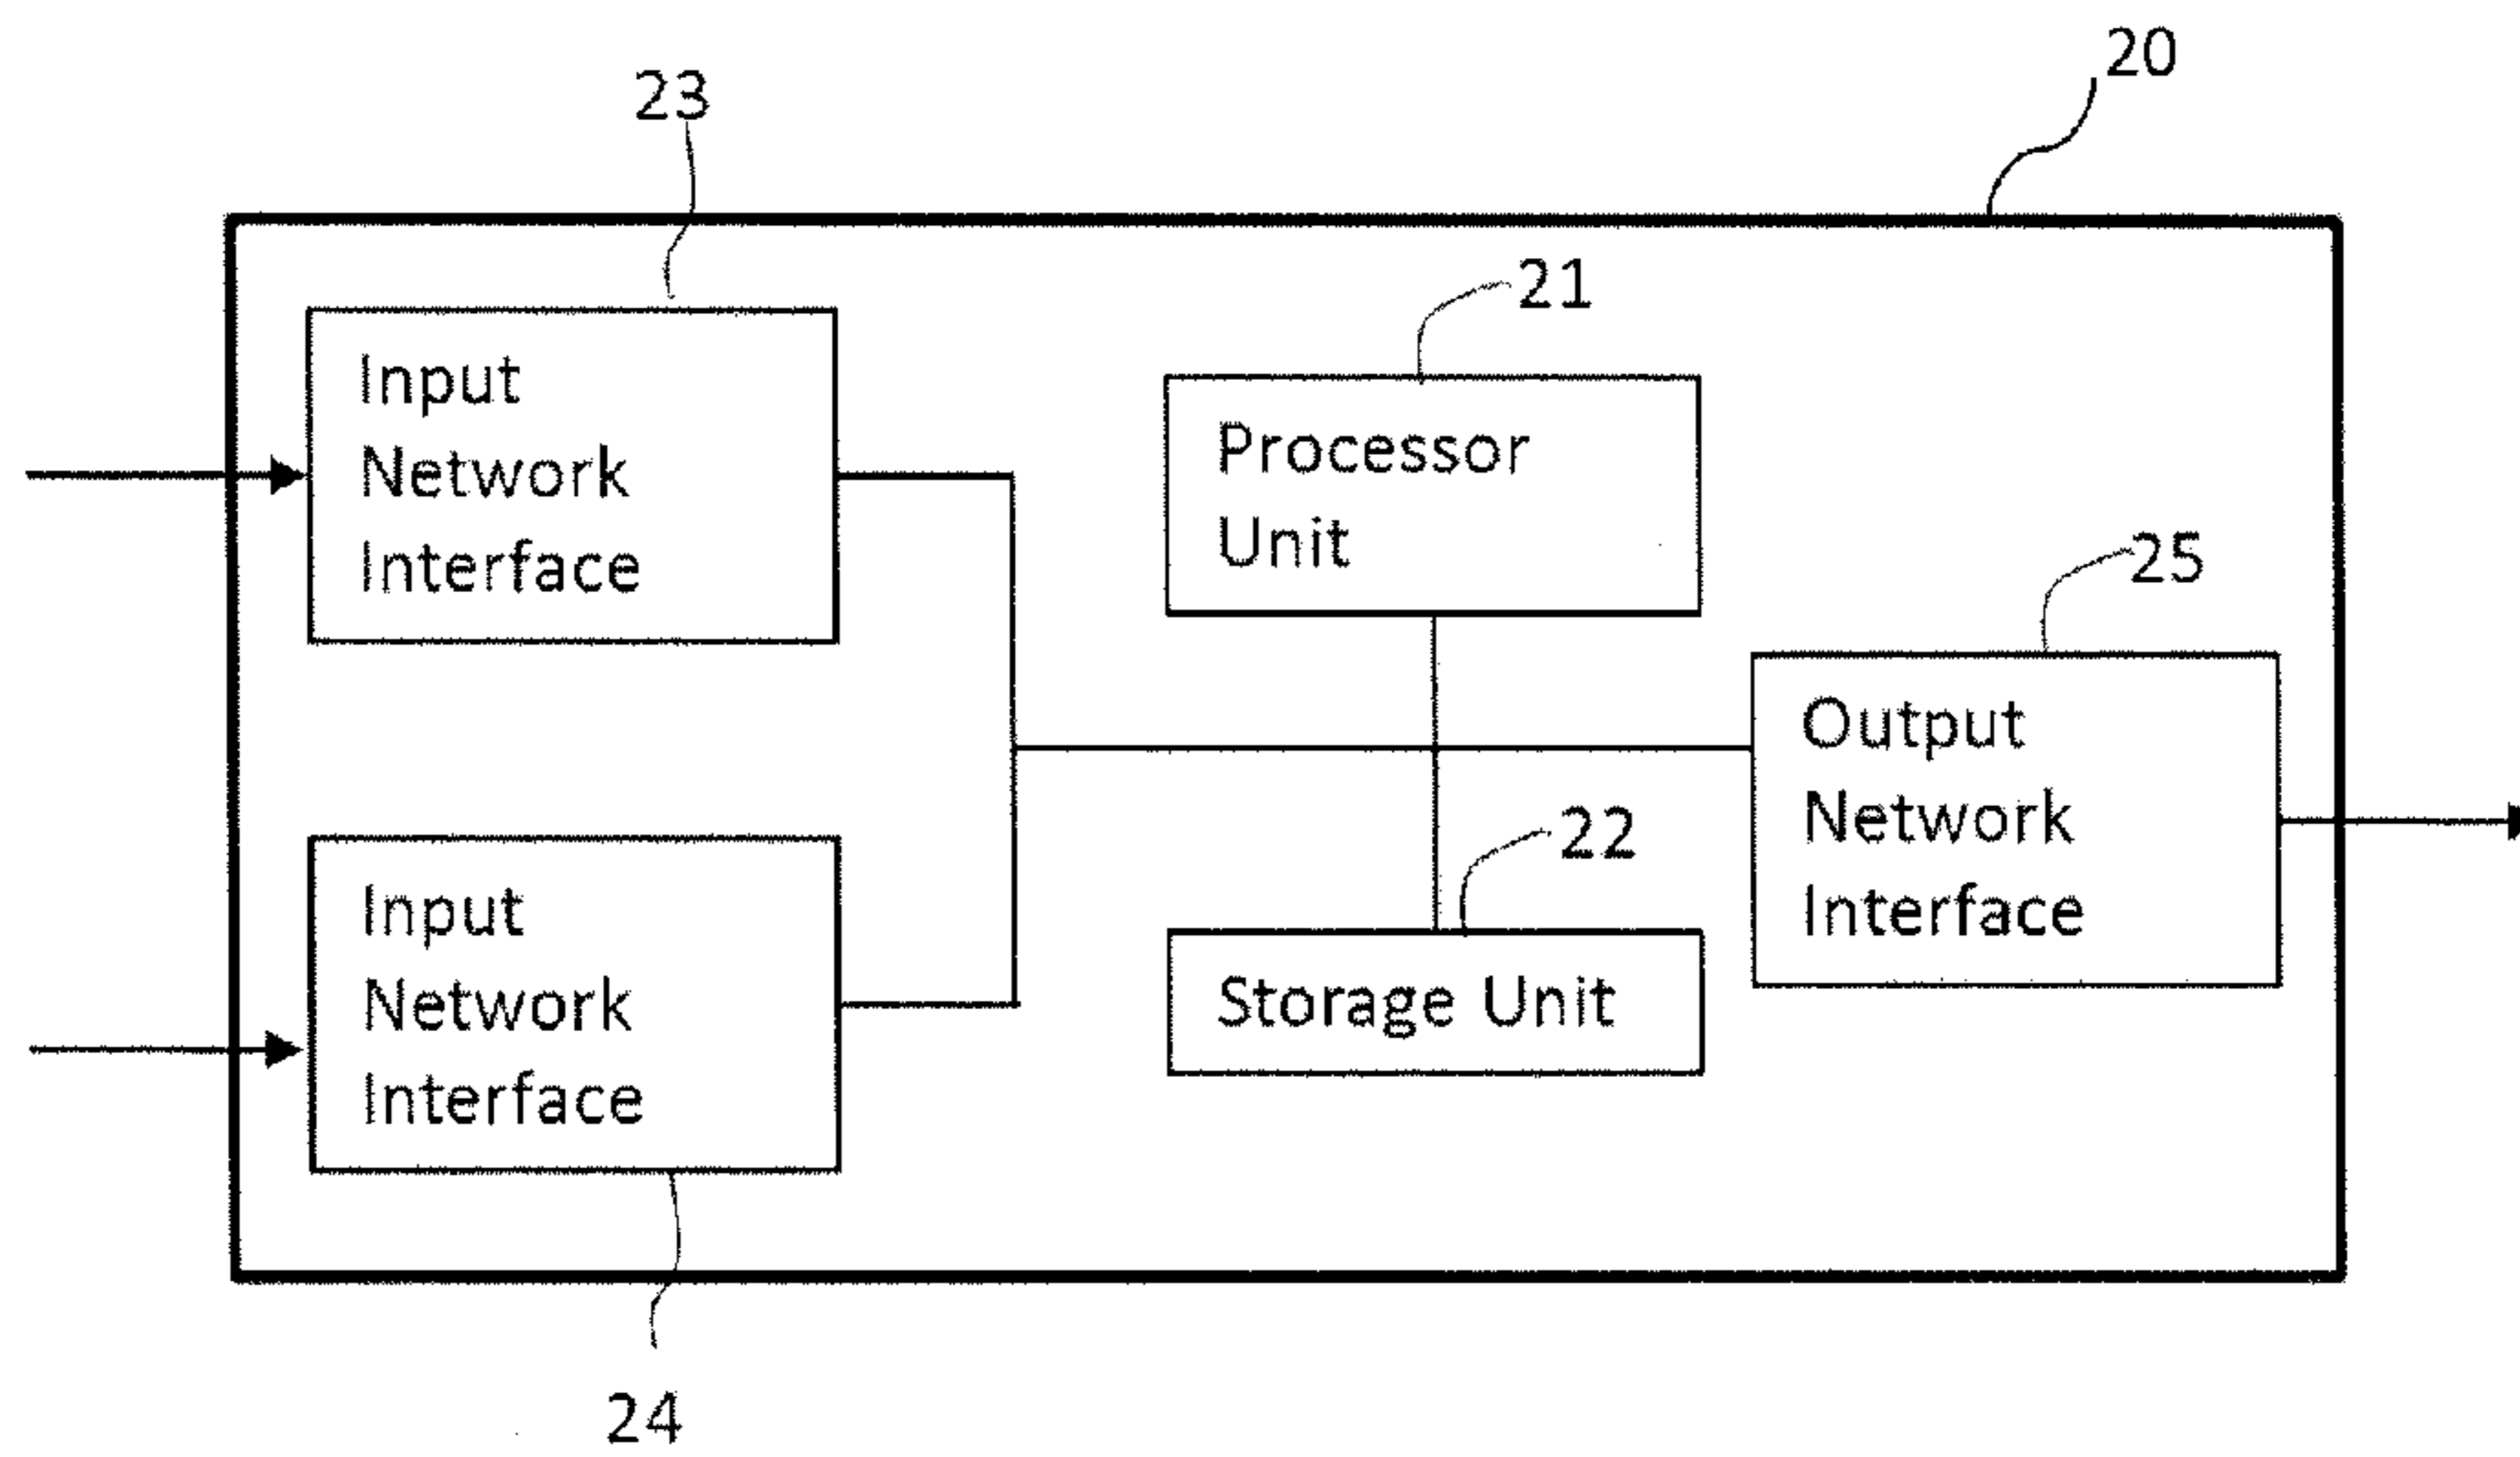 20
23
21
Input
Network
Interface
Processor
Unit
25
Output
Network
Interface
22
Input
Network
Interface
Storage Unit
24